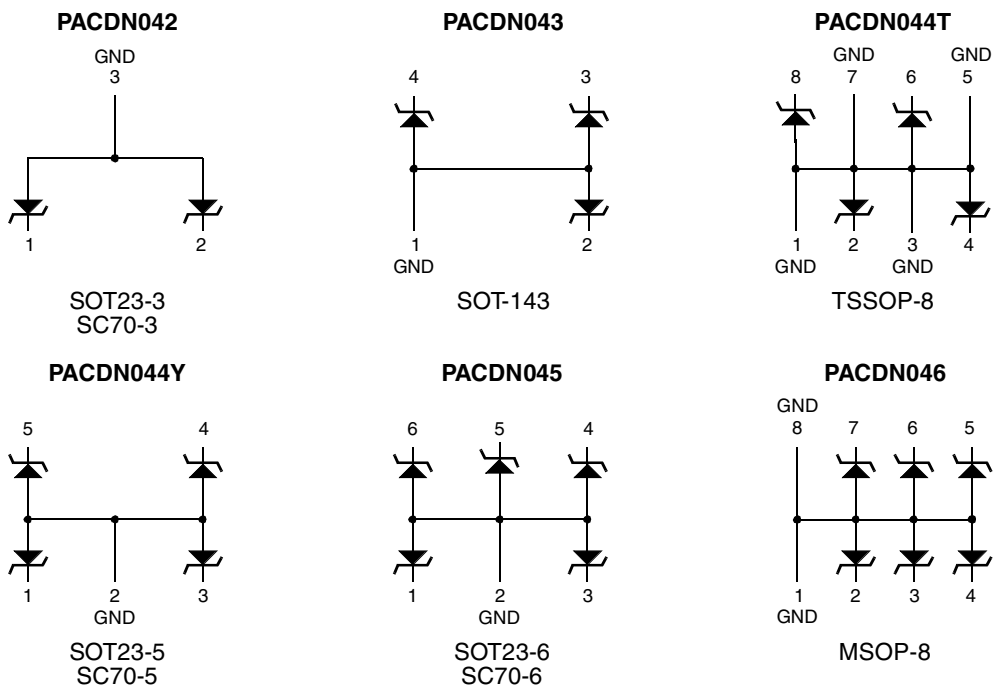 PACDN042
GND
3
1
2
SOT23-3
SC70-3
PACDN043
4
3
1
GND
2
SOT-143
PACDN044T
8
GND
7
6
GND
5
1
GND
2
3
GND
4
TSSOP-8
PACDN044Y
5
4
1
2
GND
3
SOT23-5
SC70-5
PACDN045
6
5
4
1
2
GND
3
SOT23-6
SC70-6
PACDN046
GND
8
7
6
5
1
GND
2
3
4
MSOP-8